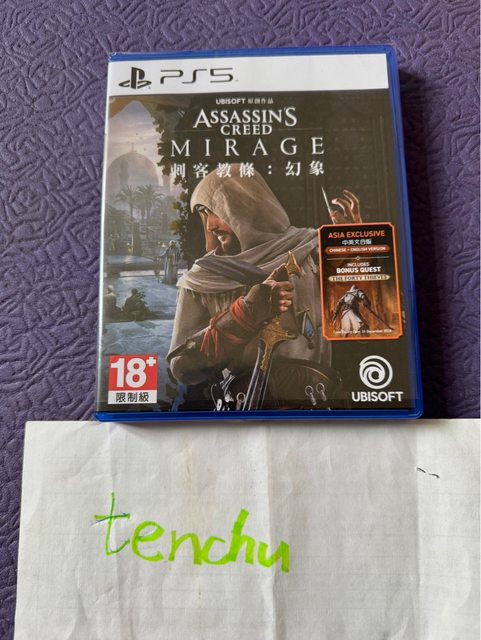 PS5
UBISOFT 原創作品
ASSASSIN'S
CREED
MIRAGE
刺客教條：幻象
ASIA EXCLUSIVE
中英文合版
CHINESE + ENGLISH VERSION
INCLUDES
BONUS QUEST
THE FORTY THIEVES
18+
限制級
UBISOFT
tenchu